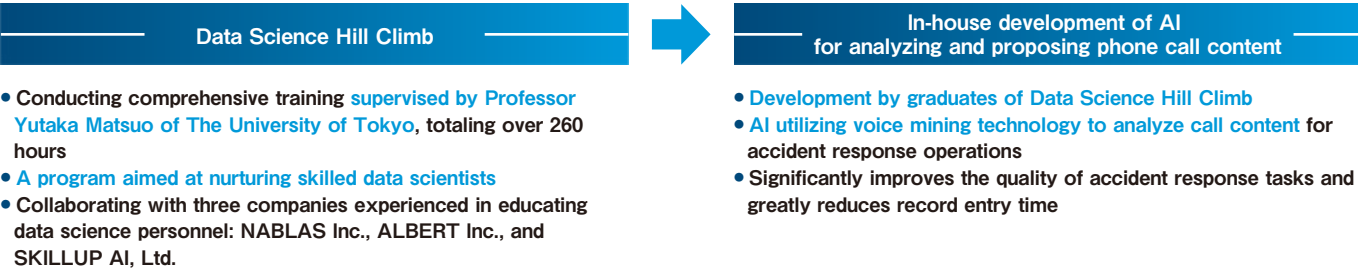 Data Science Hill Climb
• Conducting comprehensive training supervised by Professor
Yutaka Matsuo of The University of Tokyo, totaling over 260
hours
• A program aimed at nurturing skilled data scientists
• Collaborating with three companies experienced in educating
data science personnel: NABLAS Inc., ALBERT Inc., and
SKILLUP AI, Ltd.
In-house development of AI
for analyzing and proposing phone call content
• Development by graduates of Data Science Hill Climb
• AI utilizing voice mining technology to analyze call content for
accident response operations
• Significantly improves the quality of accident response tasks and
greatly reduces record entry time